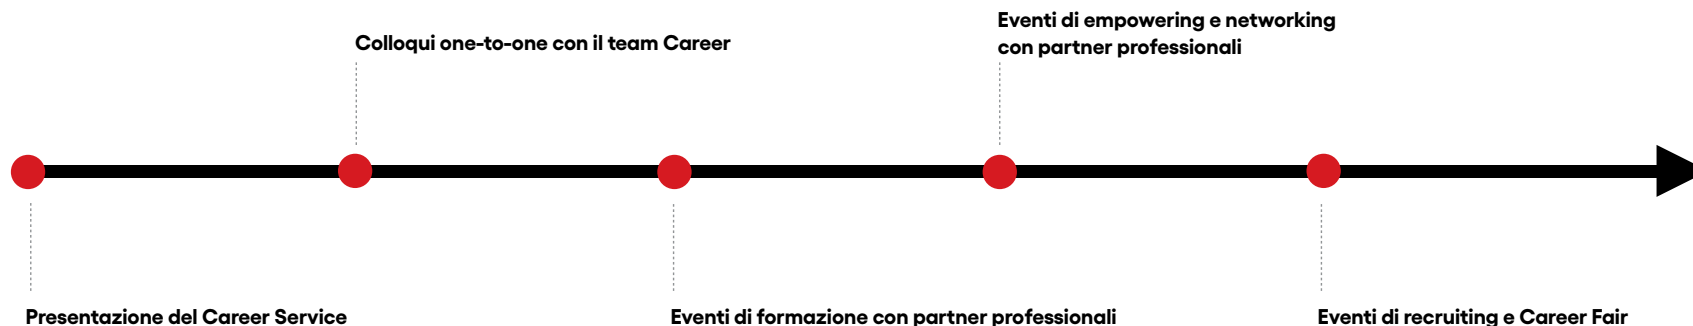 Presentazione del Career Service
Colloqui one-to-one con il team Career
Eventi di formazione con partner professionali
Eventi di empowering e networking
con partner professionali
Eventi di recruiting e Career Fair